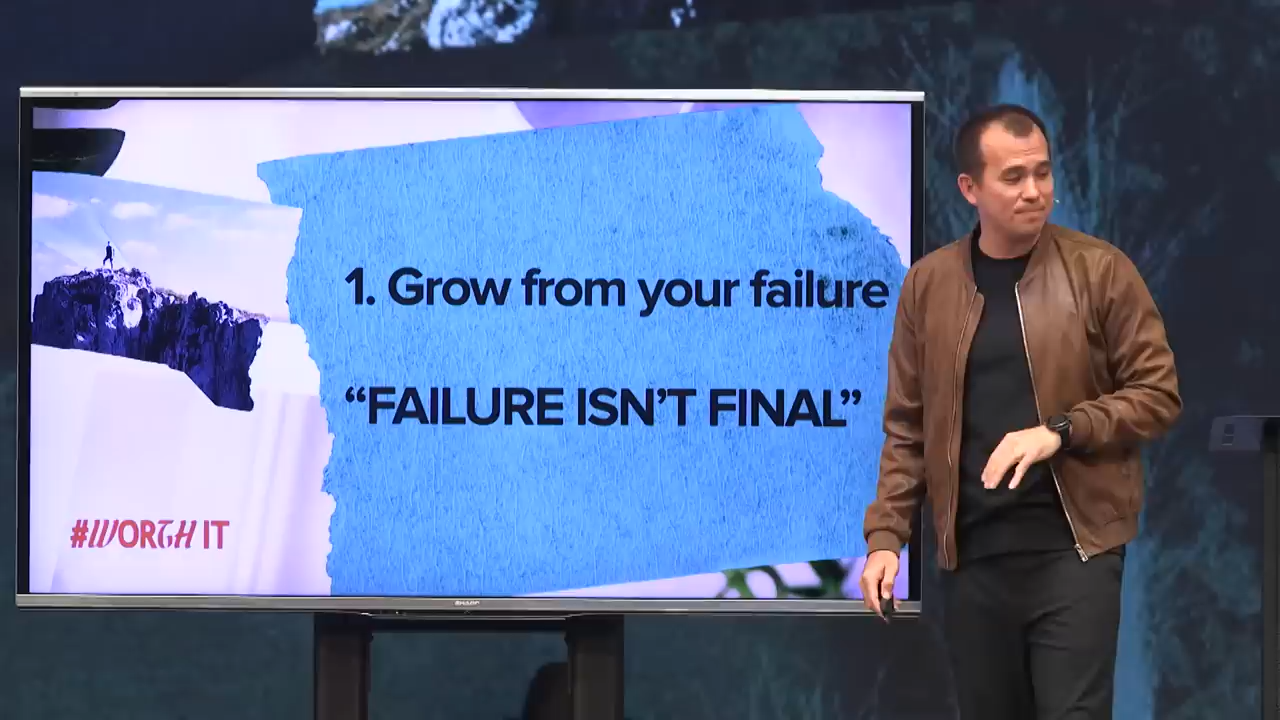 1. Grow from your failure
“FAILURE ISN’T FINAL”
#WORTH IT
SHARP